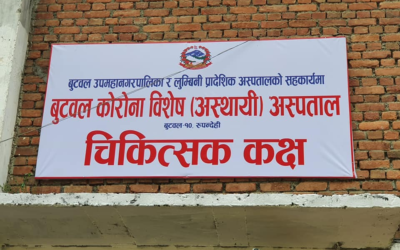 बुटवल उपमहानगरपालिका र लुम्बिनी प्रादेशिक अस्पतालको सहकार्यमा
बुटवल कोरोना विशेष (अस्थायी) अस्पताल
बुटवल-१०, रुपन्देही
चिकित्सक कक्ष